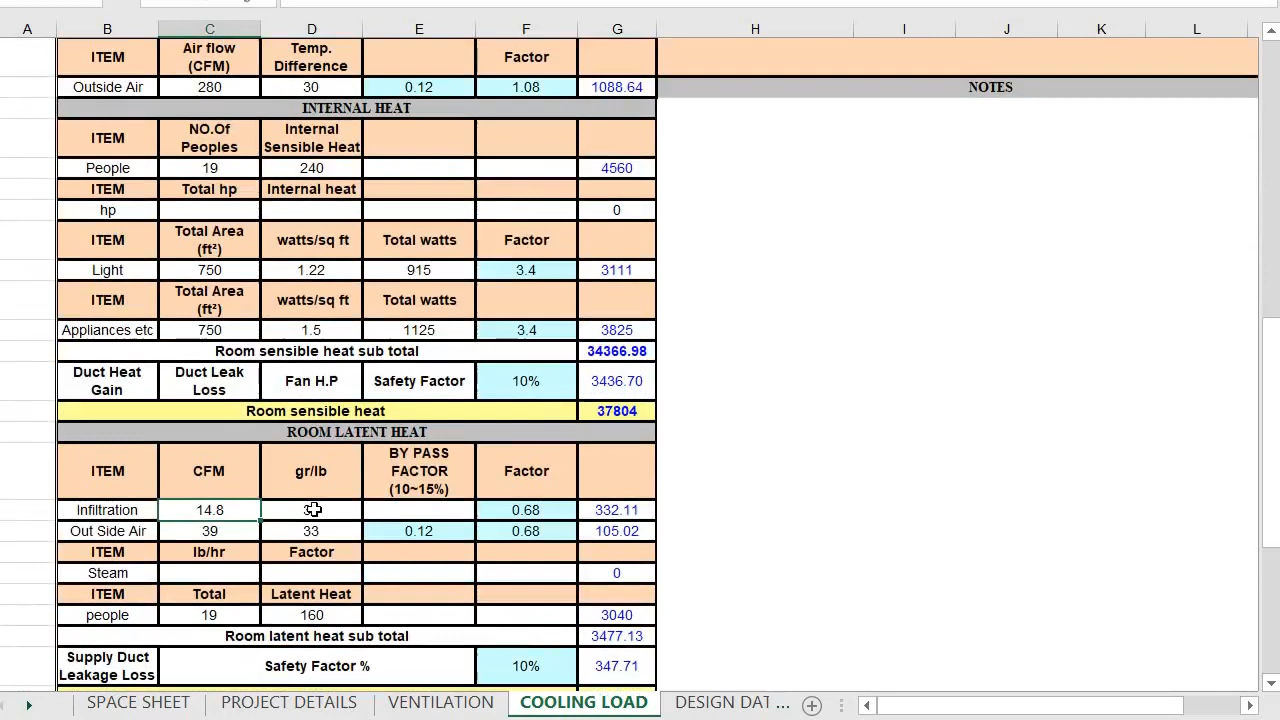 A B C D E F G H I J K L
ITEM Air flow (CFM) Temp. Difference Factor
Outside Air 280 30 0.12 1.08 1088.64 NOTES
INTERNAL HEAT
ITEM NO.Of Peoples Internal Sensible Heat
People 19 240 4560
ITEM Total hp Internal heat
hp 0
ITEM Total Area (ft²) watts/sq ft Total watts Factor
Light 750 1.22 915 3.4 3111
ITEM Total Area (ft²) watts/sq ft Total watts
Appliances etc 750 1.5 1125 3.4 3825
Room sensible heat sub total 34366.98
Duct Heat Gain Duct Leak Loss Fan H.P Safety Factor 10% 3436.70
Room sensible heat 37804
ROOM LATENT HEAT
ITEM CFM gr/lb BY PASS FACTOR (10~15%) Factor
Infiltration 14.8 0.68 332.11
Out Side Air 39 33 0.12 0.68 105.02
ITEM lb/hr Factor
Steam 0
ITEM Total Latent Heat
people 19 160 3040
Room latent heat sub total 3477.13
Supply Duct Leakage Loss Safety Factor % 10% 347.71
SPACE SHEET PROJECT DETAILS VENTILATION COOLING LOAD DESIGN DAT ...